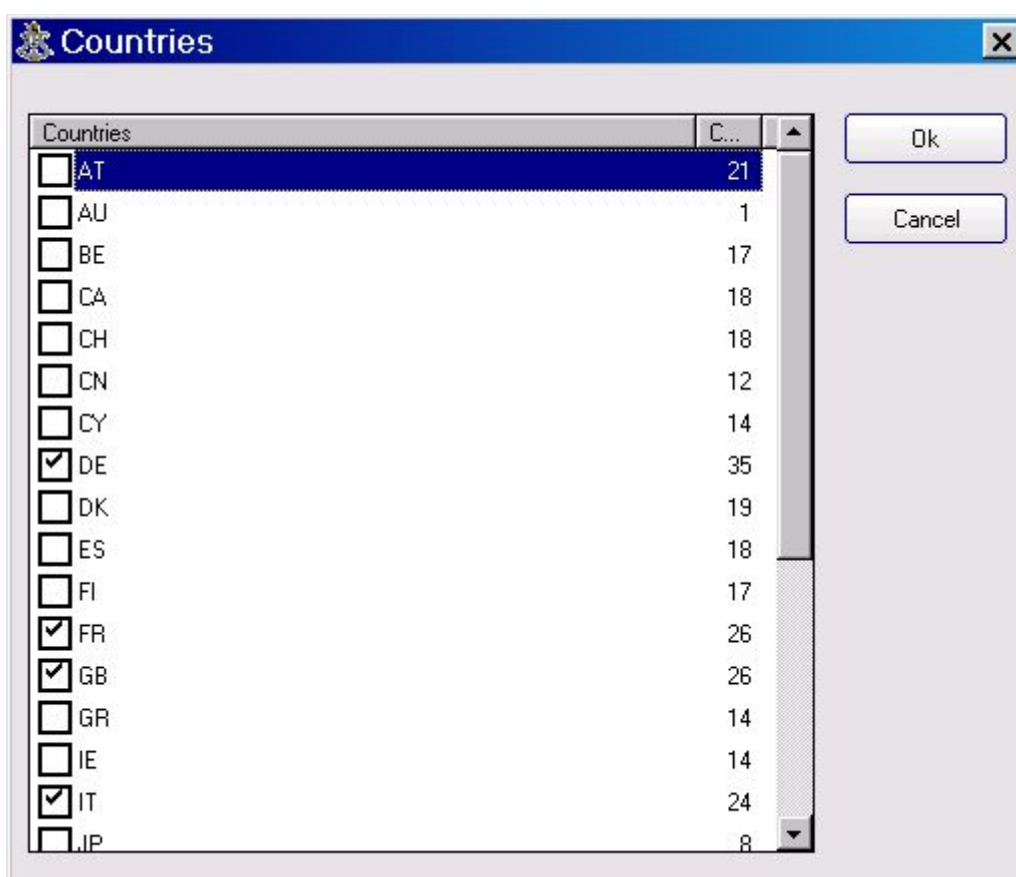 Countries
Countries C...
AT 21
AU 1
BE 17
CA 18
CH 18
CN 12
CY 14
DE 35
DK 19
ES 18
FI 17
FR 26
GB 26
GR 14
IE 14
IT 24
JP 8
Ok
Cancel